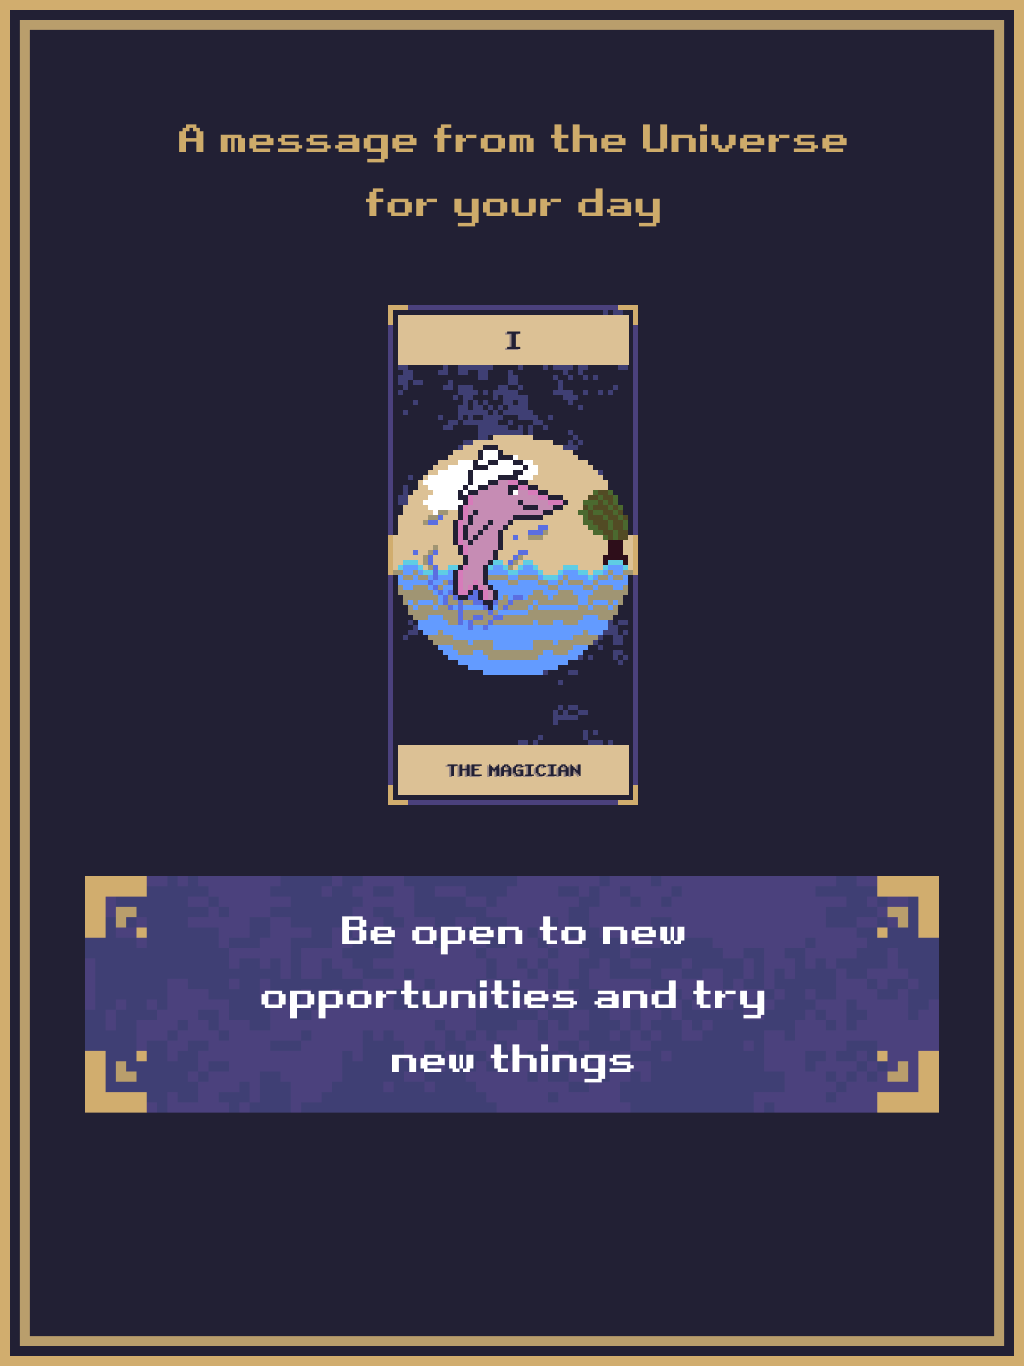 A message from the Universe
for your day
I
THE MAGICIAN
Be open to new
opportunities and try
new things